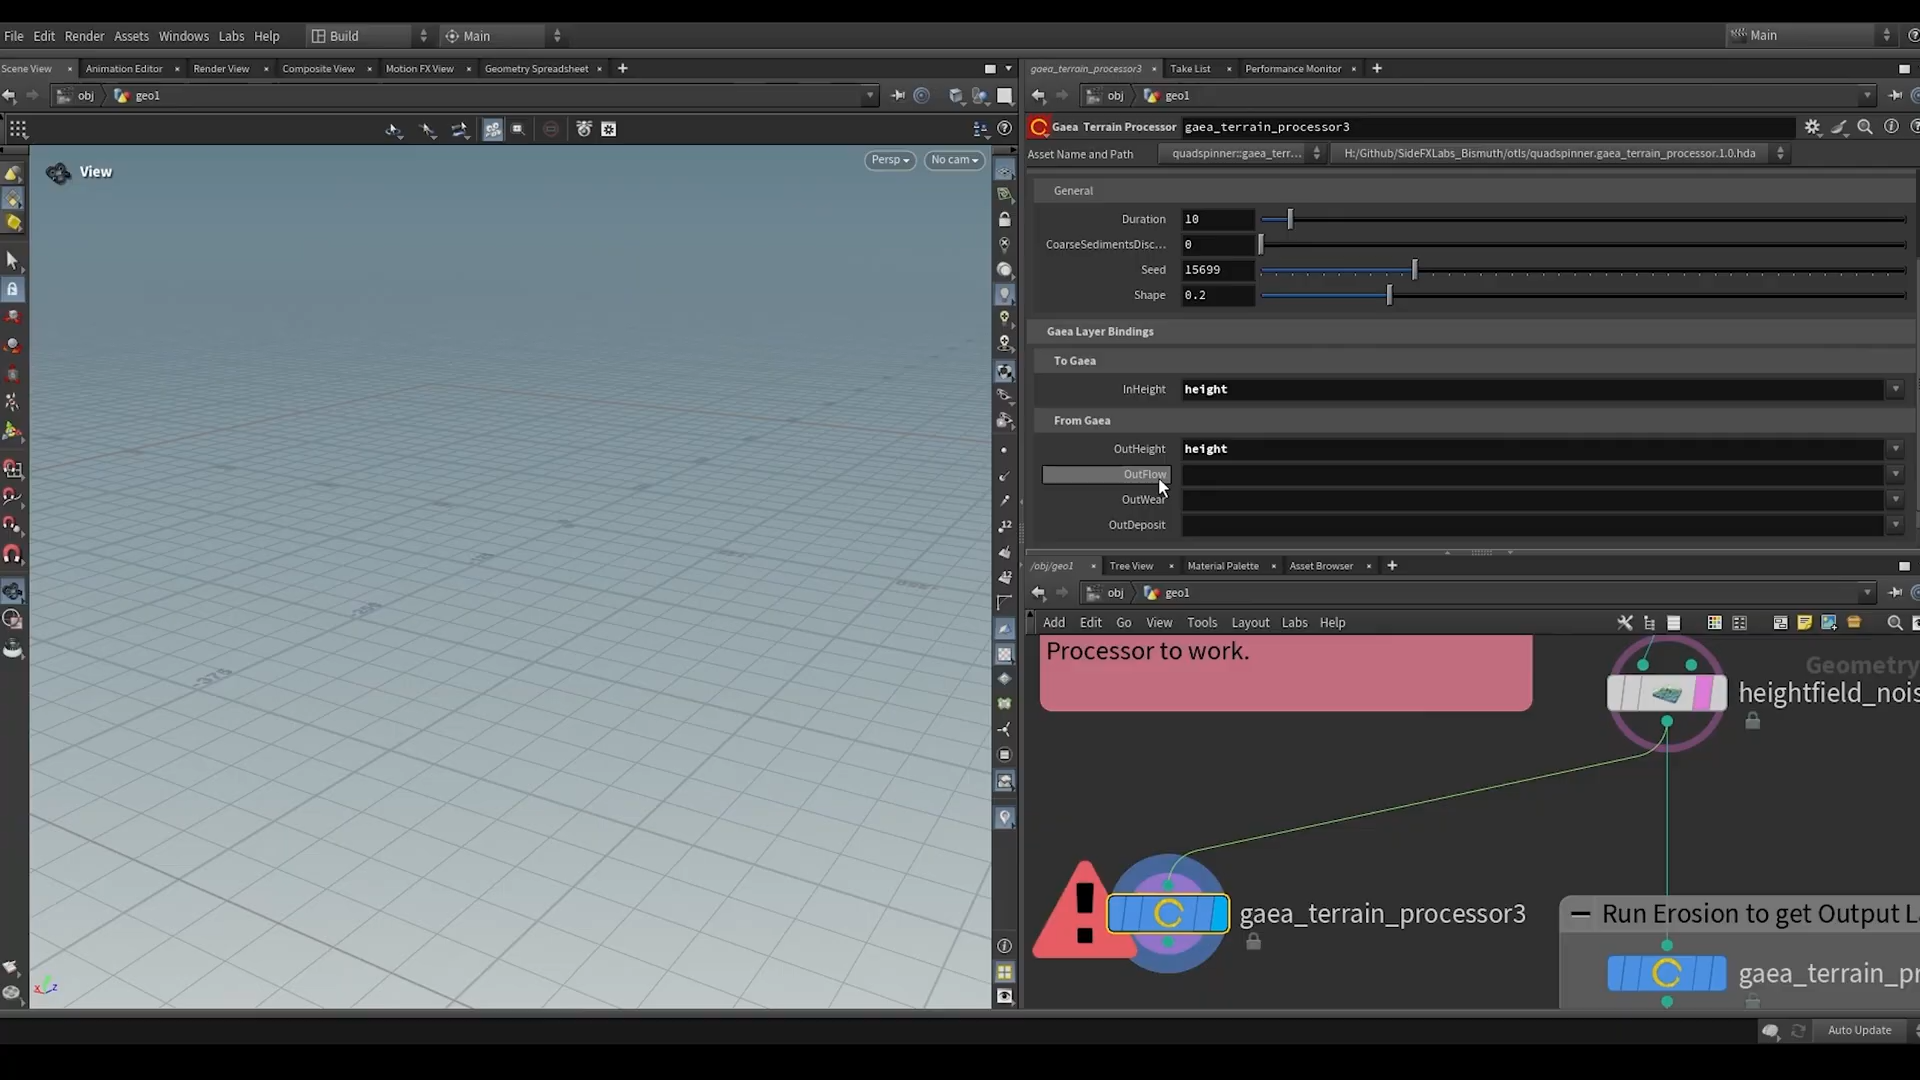 File Edit Render Assets Windows Labs Help Build Main Main
Scene View Animation Editor Render View Composite View Motion FX View Geometry Spreadsheet
obj geo1
View
Persp No cam
gaea_terrain_processor3 Take List Performance Monitor
obj geo1
Gaea Terrain Processor gaea_terrain_processor3
Asset Name and Path quadspinner::gaea_terr... H:/Github/SideFXLabs_Bismuth/otls/quadspinner.gaea_terrain_processor.1.0.hda
General
Duration 10
CoarseSedimentsDisc... 0
Seed 15699
Shape 0.2
Gaea Layer Bindings
To Gaea
InHeight height
From Gaea
OutHeight height
OutFlow
OutWear
OutDeposit
/obj/geo1 Tree View Material Palette Asset Browser
obj geo1
Add Edit Go View Tools Layout Labs Help
Processor to work.
Geometry
heightfield_nois
gaea_terrain_processor3
Run Erosion to get Output L
gaea_terrain_pr
Auto Update